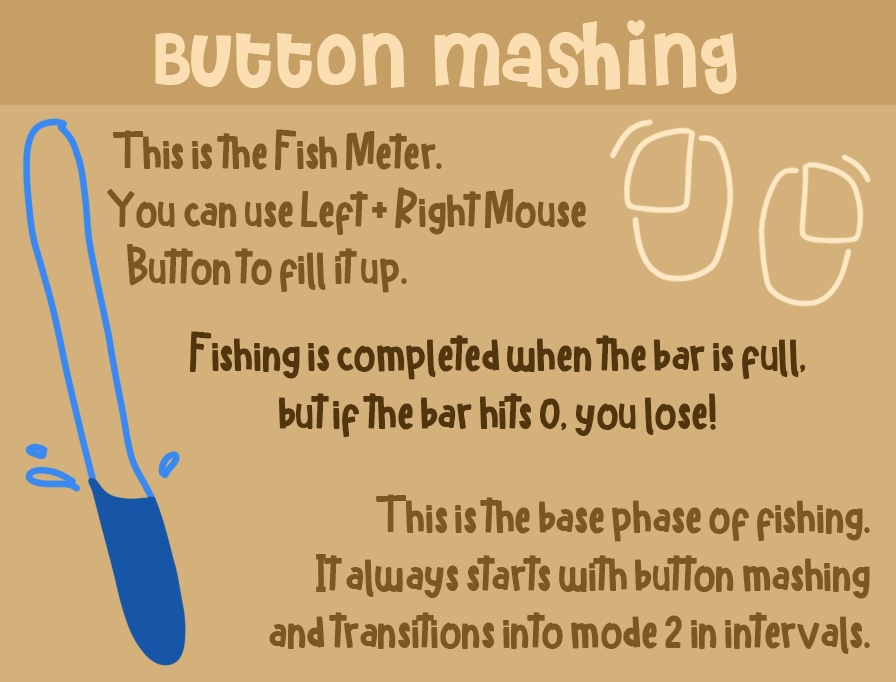 Button mashing
This is the Fish Meter.
You can use Left + Right Mouse
Button to fill it up.
Fishing is completed when the bar is full,
but if the bar hits 0, you lose!
This is the base phase of fishing.
It always starts with button mashing
and transitions into mode 2 in intervals.